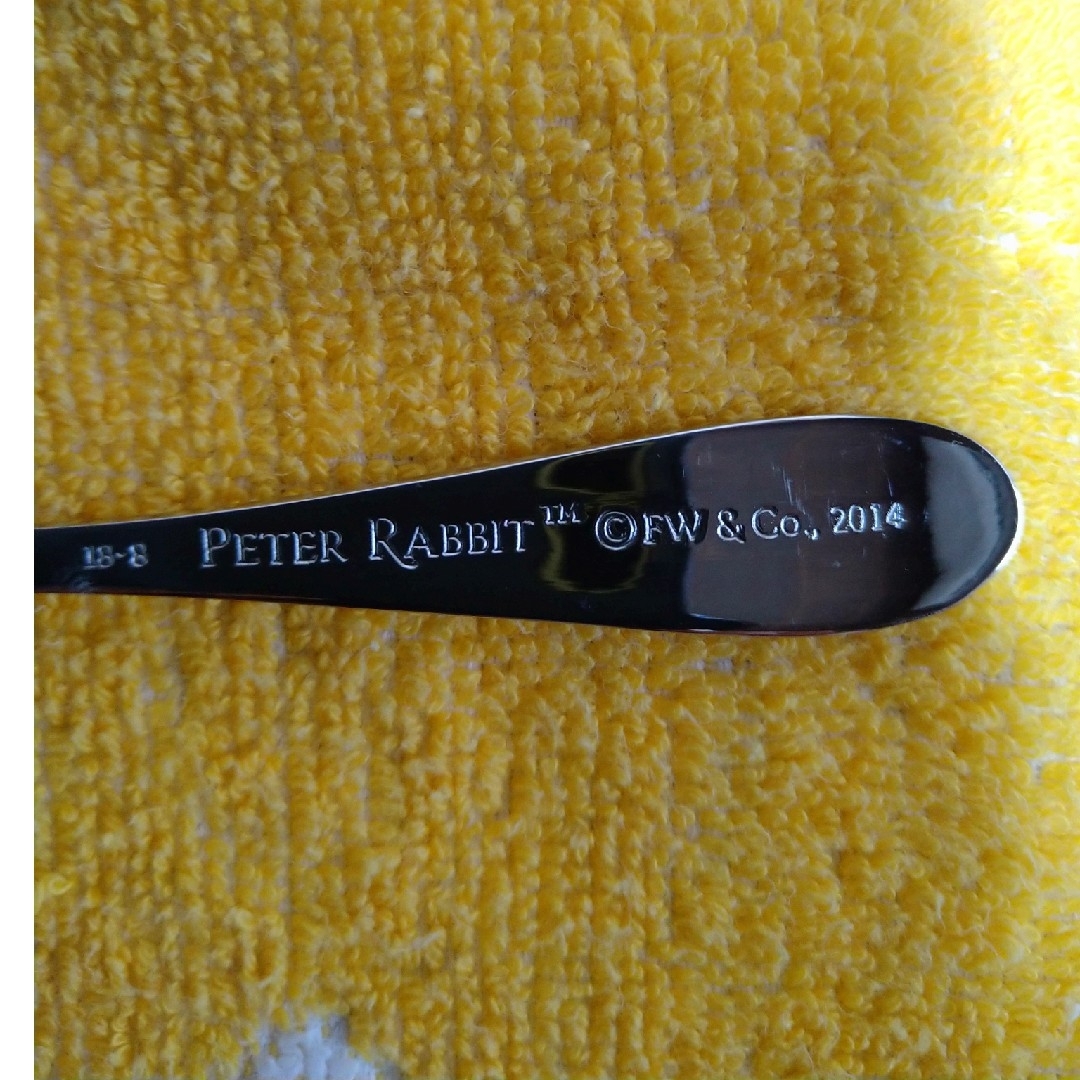 18-8 PETER RABBIT™ ©FW & Co., 2014